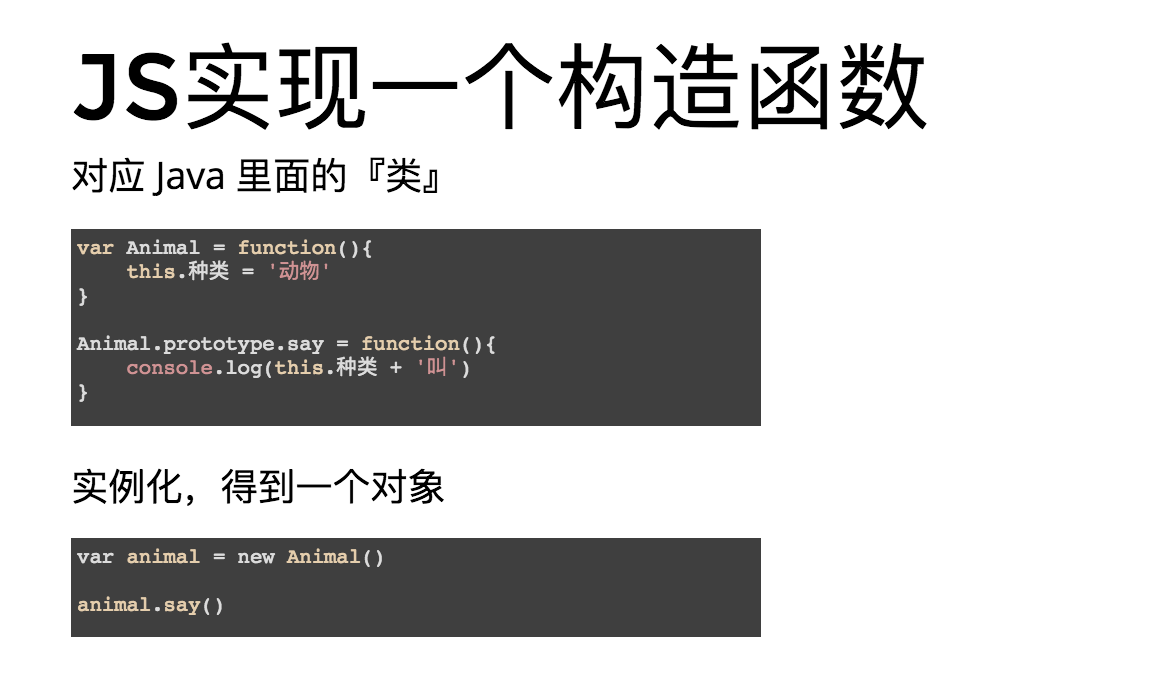 JS实现一个构造函数
对应 Java 里面的『类』
var Animal = function(){
    this.种类 = '动物'
}
Animal.prototype.say = function(){
    console.log(this.种类 + '叫')
}
实例化，得到一个对象
var animal = new Animal()
animal.say()